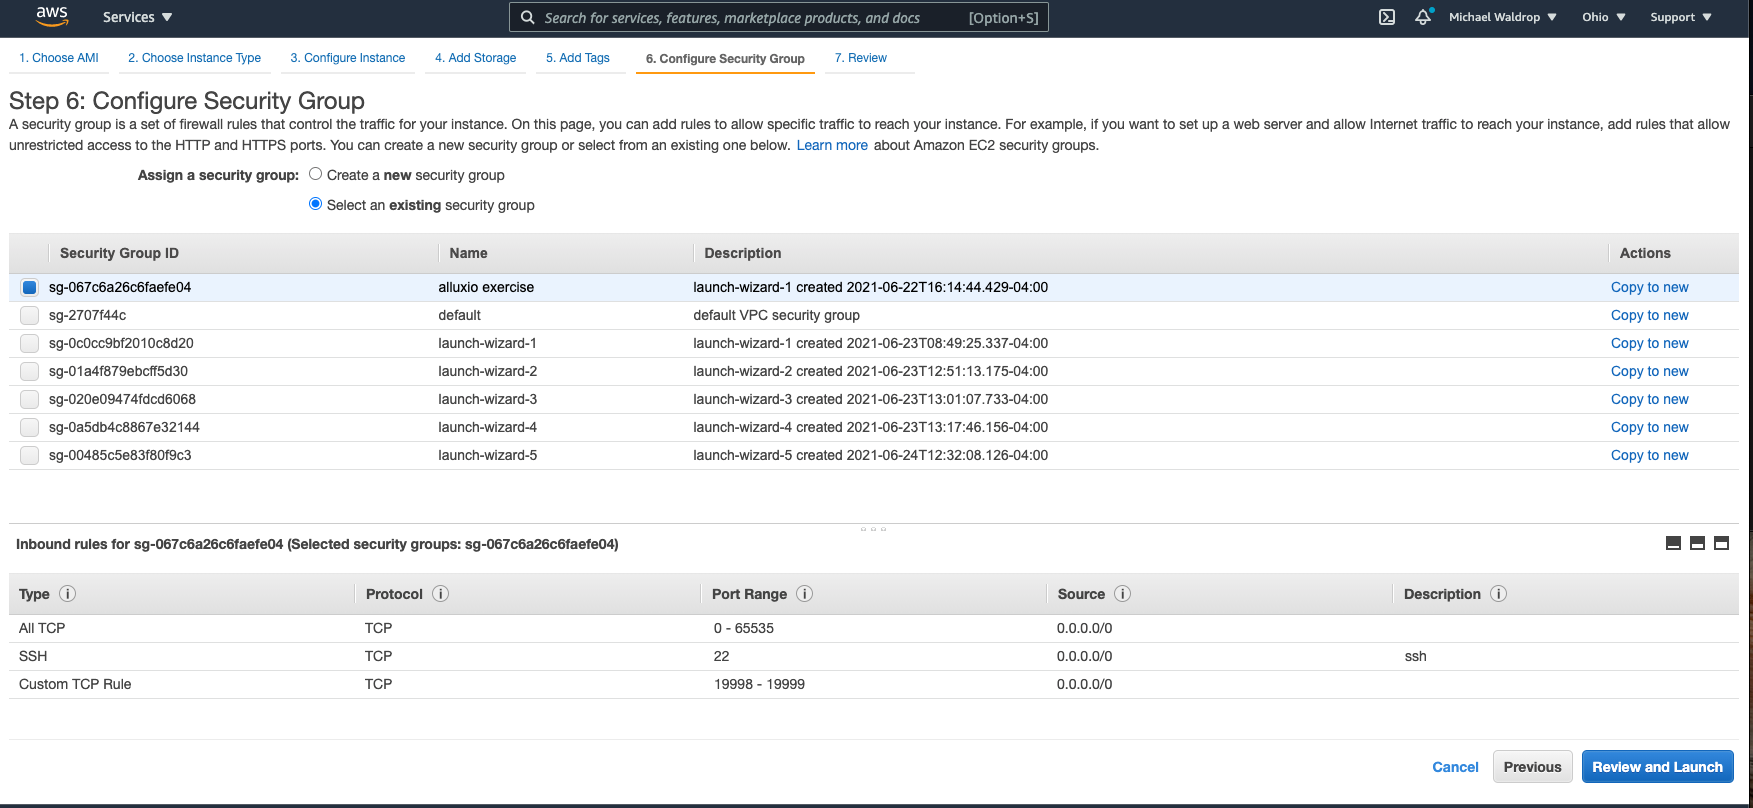 aws Services Search for services, features, marketplace products, and docs [Option+S] Michael Waldrop Ohio Support
1. Choose AMI 2. Choose Instance Type 3. Configure Instance 4. Add Storage 5. Add Tags 6. Configure Security Group 7. Review
Step 6: Configure Security Group
A security group is a set of firewall rules that control the traffic for your instance. On this page, you can add rules to allow specific traffic to reach your instance. For example, if you want to set up a web server and allow Internet traffic to reach your instance, add rules that allow
unrestricted access to the HTTP and HTTPS ports. You can create a new security group or select from an existing one below. Learn more about Amazon EC2 security groups.
Assign a security group: Create a new security group
Select an existing security group
Security Group ID Name Description Actions
sg-067c6a26c6faefe04 alluxio exercise launch-wizard-1 created 2021-06-22T16:14:44.429-04:00 Copy to new
sg-2707f44c default default VPC security group Copy to new
sg-0c0cc9bf2010c8d20 launch-wizard-1 launch-wizard-1 created 2021-06-23T08:49:25.337-04:00 Copy to new
sg-01a4f879ebcff5d30 launch-wizard-2 launch-wizard-2 created 2021-06-23T12:51:13.175-04:00 Copy to new
sg-020e09474fdcd6068 launch-wizard-3 launch-wizard-3 created 2021-06-23T13:01:07.733-04:00 Copy to new
sg-0a5db4c8867e32144 launch-wizard-4 launch-wizard-4 created 2021-06-23T13:17:46.156-04:00 Copy to new
sg-00485c5e83f80f9c3 launch-wizard-5 launch-wizard-5 created 2021-06-24T12:32:08.126-04:00 Copy to new
Inbound rules for sg-067c6a26c6faefe04 (Selected security groups: sg-067c6a26c6faefe04)
Type i Protocol i Port Range i Source i Description i
All TCP TCP 0 - 65535 0.0.0.0/0
SSH TCP 22 0.0.0.0/0 ssh
Custom TCP Rule TCP 19998 - 19999 0.0.0.0/0
Cancel Previous Review and Launch